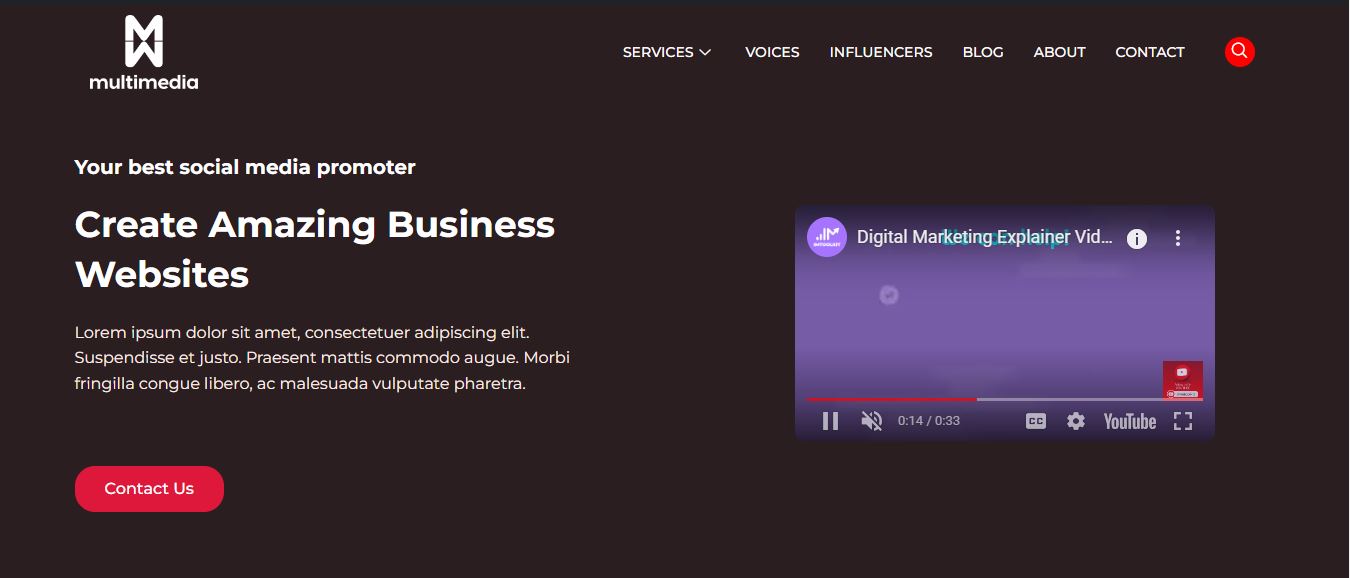 multimedia
SERVICES
VOICES
INFLUENCERS
BLOG
ABOUT
CONTACT
Your best social media promoter
Create Amazing Business
Websites
Lorem ipsum dolor sit amet, consectetuer adipiscing elit.
Suspendisse et justo. Praesent mattis commodo augue. Morbi
fringilla congue libero, ac malesuada vulputate pharetra.
Contact Us
Digital Marketing Explainer Vid...
0:14 / 0:33
CC
YouTube